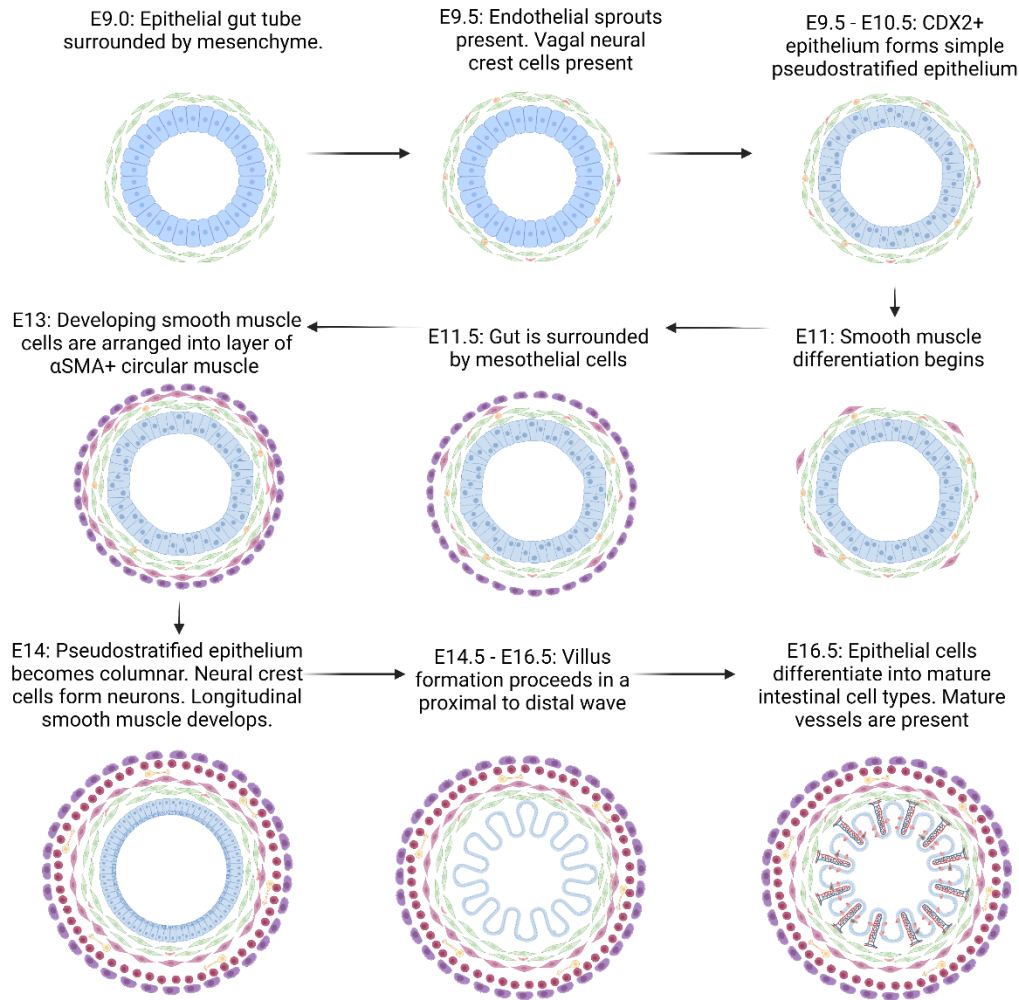 E9.0: Epithelial gut tube
surrounded by mesenchyme.
E9.5: Endothelial sprouts
present. Vagal neural
crest cells present
E9.5 - E10.5: CDX2+
epithelium forms simple
pseudostratified epithelium
E11: Smooth muscle
differentiation begins
E11.5: Gut is surrounded
by mesothelial cells
E13: Developing smooth muscle
cells are arranged into layer of
αSMA+ circular muscle
E14: Pseudostratified epithelium
becomes columnar. Neural crest
cells form neurons. Longitudinal
smooth muscle develops.
E14.5 - E16.5: Villus
formation proceeds in a
proximal to distal wave
E16.5: Epithelial cells
differentiate into mature
intestinal cell types. Mature
vessels are present